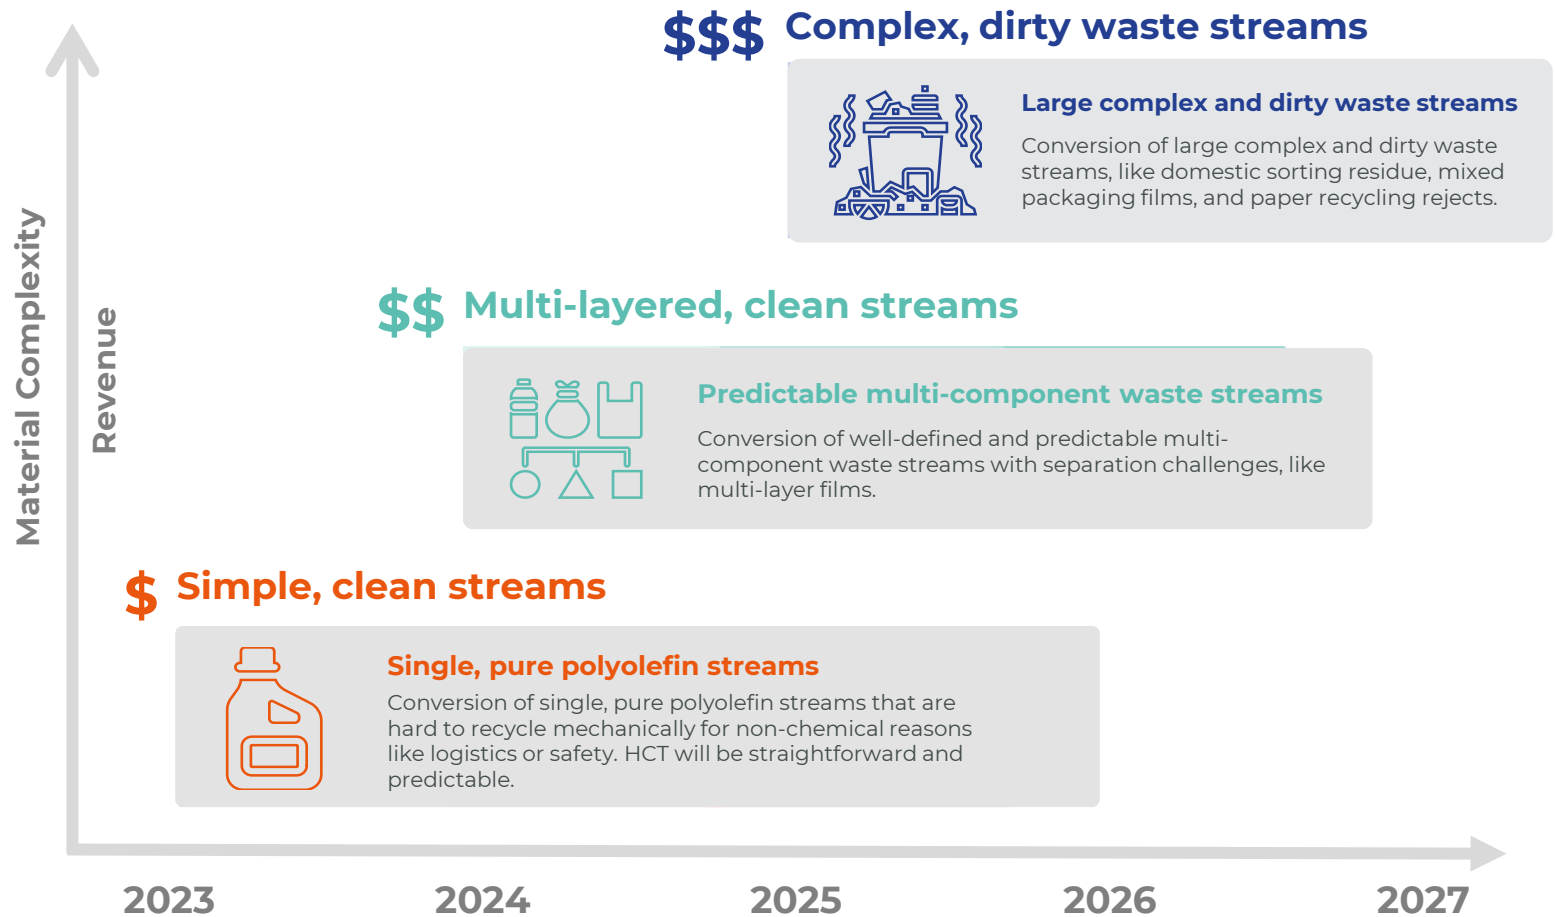 $$$ Complex, dirty waste streams
Large complex and dirty waste streams
Conversion of large complex and dirty waste
streams, like domestic sorting residue, mixed
packaging films, and paper recycling rejects.
Material Complexity
Revenue
$$ Multi-layered, clean streams
Predictable multi-component waste streams
Conversion of well-defined and predictable multi-
component waste streams with separation challenges, like
multi-layer films.
$ Simple, clean streams
Single, pure polyolefin streams
Conversion of single, pure polyolefin streams that are
hard to recycle mechanically for non-chemical reasons
like logistics or safety. HCT will be straightforward and
predictable.
2023 2024 2025 2026 2027